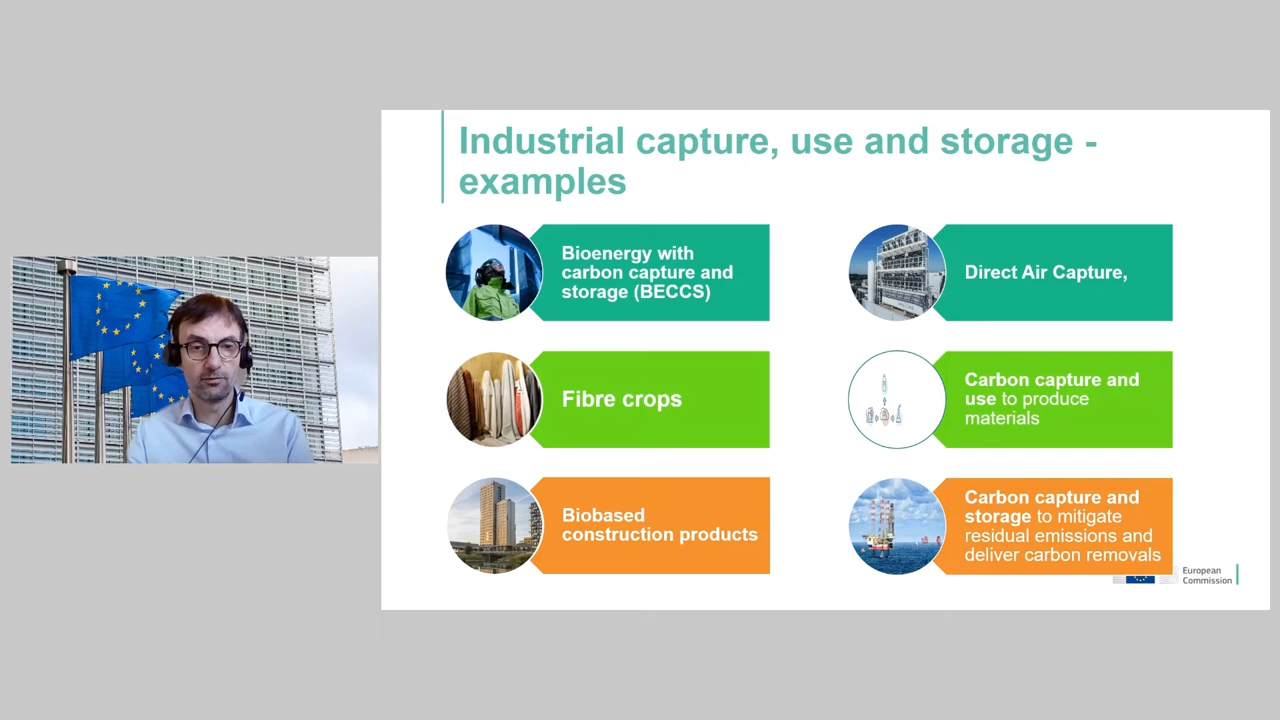 Industrial capture, use and storage -
examples
Bioenergy with
carbon capture and
storage (BECCS)
Direct Air Capture,
Fibre crops
Carbon capture and
use to produce
materials
Biobased
construction products
Carbon capture and
storage to mitigate
residual emissions and
deliver carbon removals
European
Commission